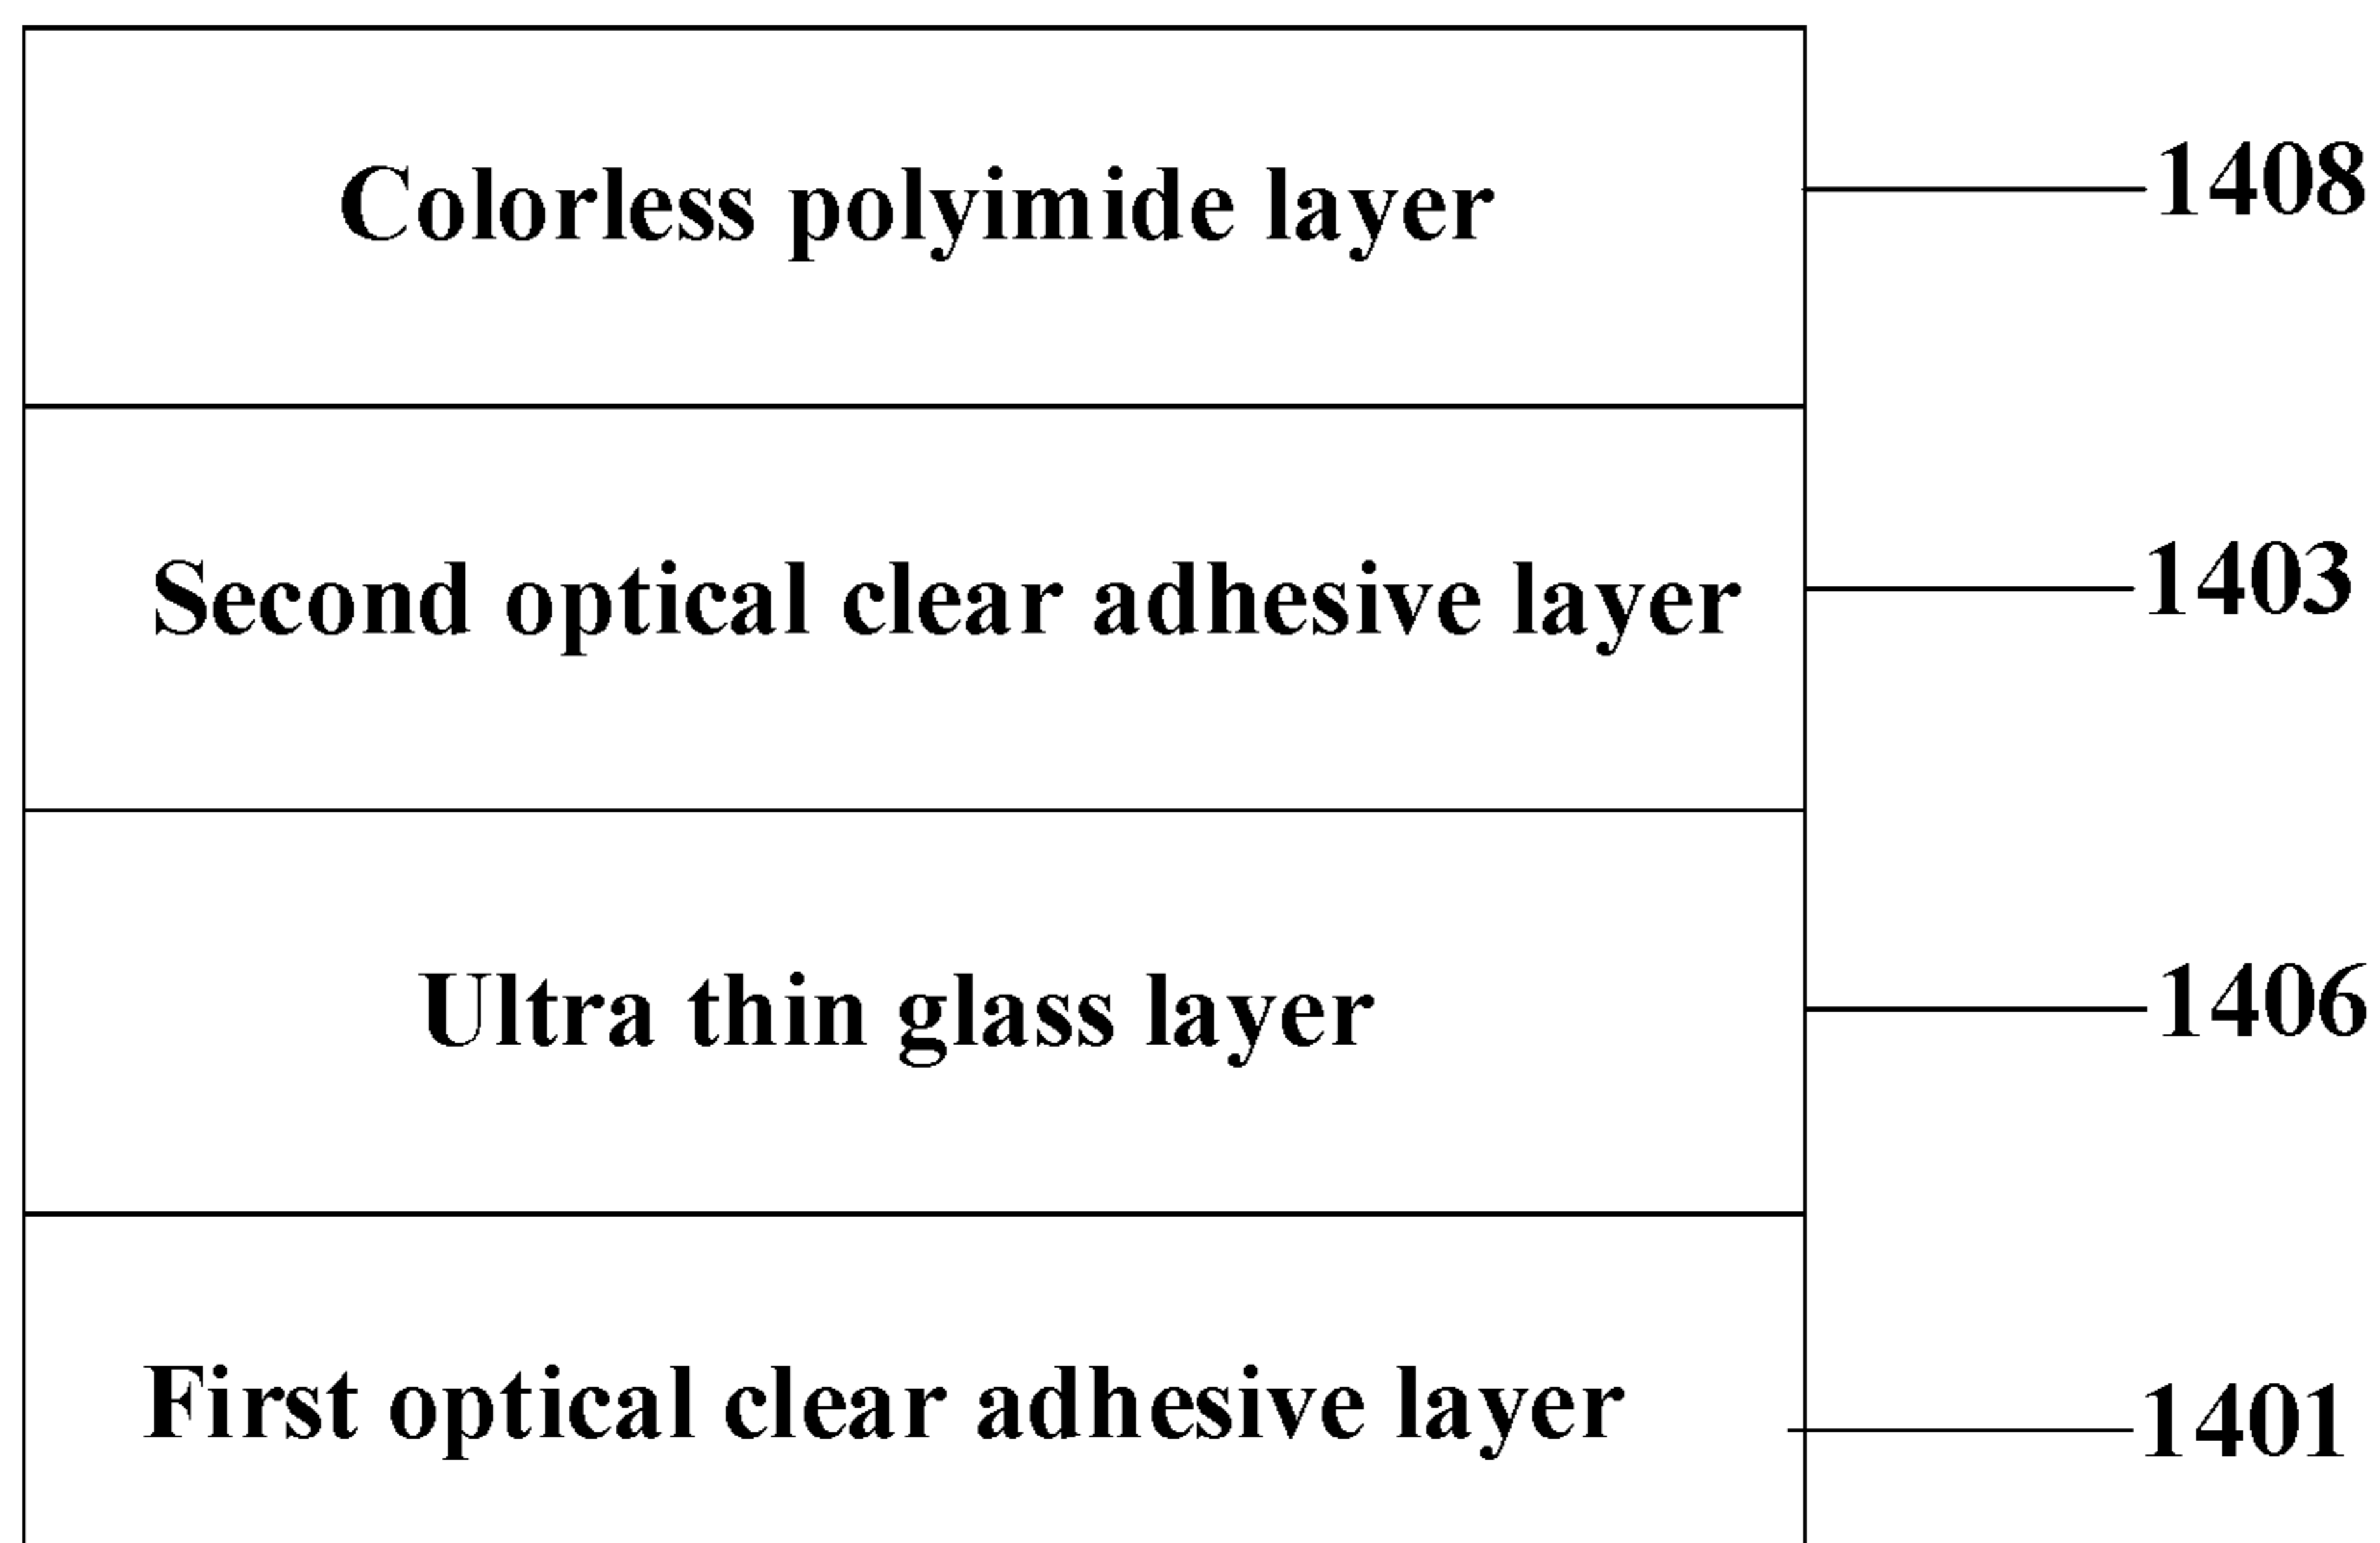 Colorless polyimide layer 1408
Second optical clear adhesive layer 1403
Ultra thin glass layer 1406
First optical clear adhesive layer 1401